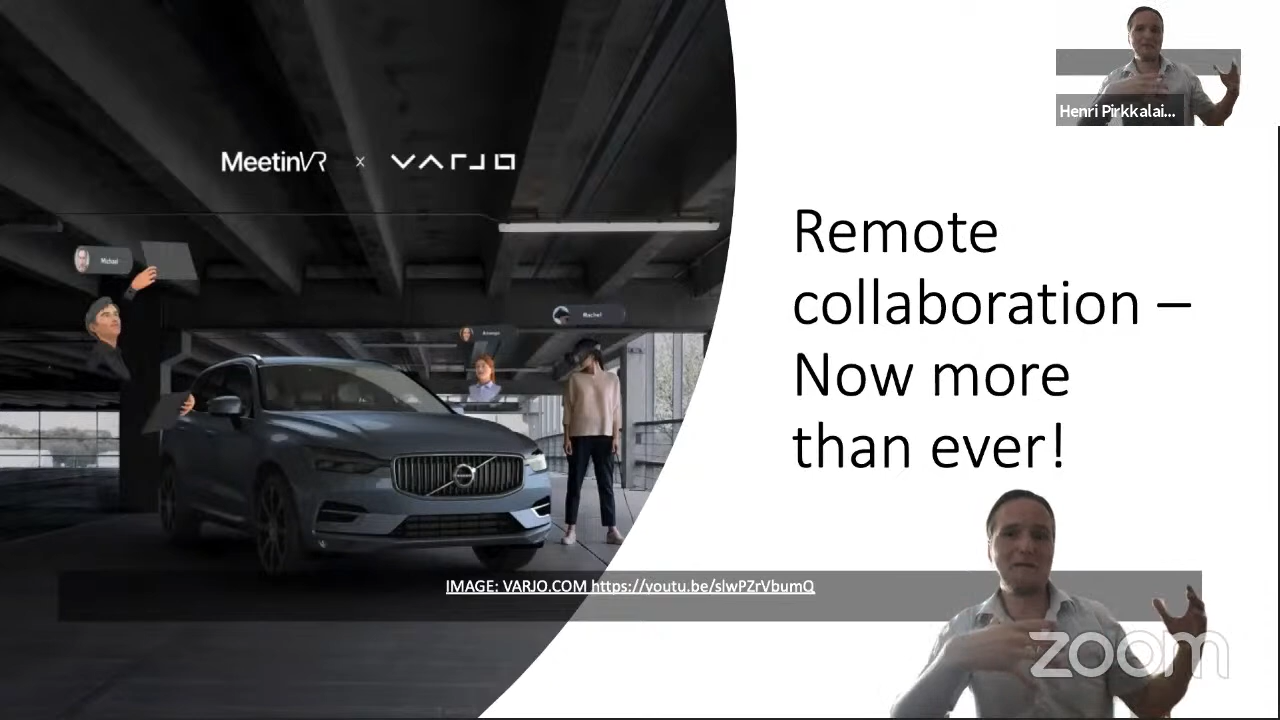 Henri Pirkkalai...
MeetinVR x VARJO
Michael
Rachel
Remote
collaboration –
Now more
than ever!
IMAGE: VARJO.COM https://youtu.be/slwPZrVbumQ
zoom